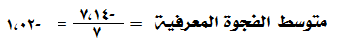 متوسط الفجوة المعرفية = ٧,١٤- / ٧ = ١,٠٢-